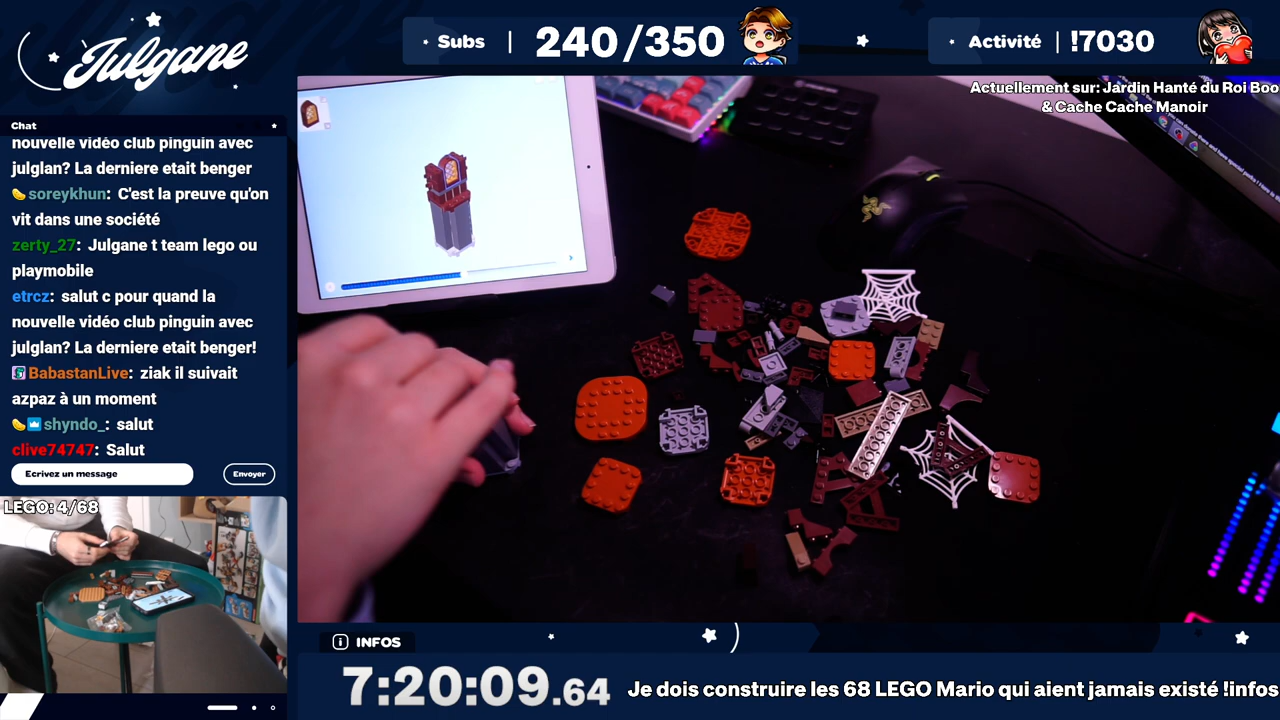 Julgane
Subs | 240/350
Activité | !7030
Actuellement sur: Jardin Hanté du Roi Boo
& Cache Cache Manoir
Chat
nouvelle vidéo club pinguin avec
julglan? La derniere etait benger
soreykhun: C'est la preuve qu'on
vit dans une société
zerty_27: Julgane t team lego ou
playmobile
etrcz: salut c pour quand la
nouvelle vidéo club pinguin avec
julglan? La derniere etait benger!
BabastanLive: ziak il suivait
azpaz à un moment
shyndo_: salut
clive74747: Salut
Ecrivez un message
Envoyer
LEGO: 4/68
INFOS
7:20:09.64
Je dois construire les 68 LEGO Mario qui aient jamais existé !infos